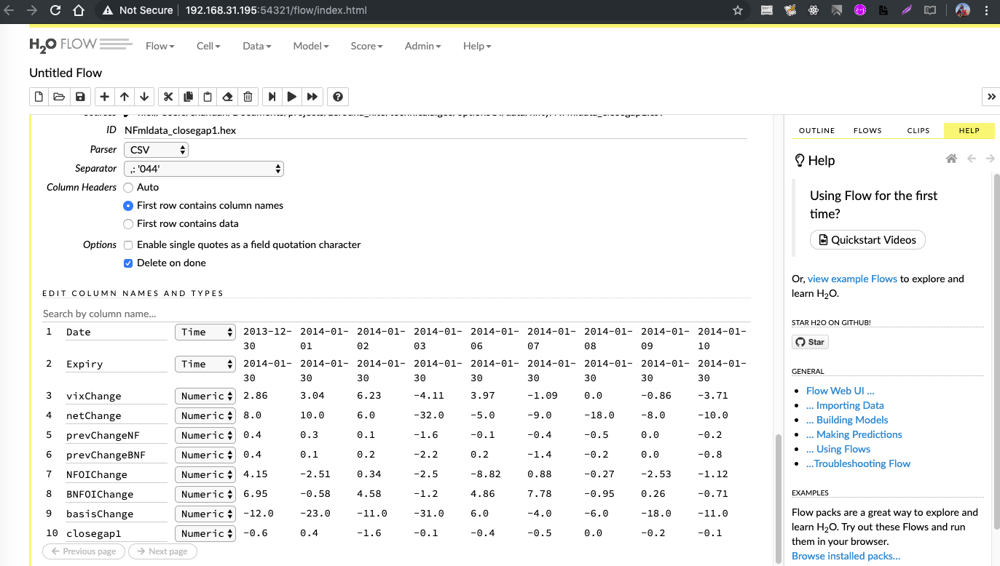 Not Secure | 192.168.31.195:54321/flow/index.html
H2O FLOW Flow Cell Data Model Score Admin Help
Untitled Flow
ID NFmldata_closegap1.hex
Parser CSV
Separator ,: '044'
Column Headers Auto
First row contains column names
First row contains data
Options Enable single quotes as a field quotation character
Delete on done
EDIT COLUMN NAMES AND TYPES
Search by column name...
1 Date Time 2013-12-30 2014-01-01 2014-01-02 2014-01-03 2014-01-06 2014-01-07 2014-01-08 2014-01-09 2014-01-10
2 Expiry Time 2014-01-30 2014-01-30 2014-01-30 2014-01-30 2014-01-30 2014-01-30 2014-01-30 2014-01-30 2014-01-30
3 vixChange Numeric 2.86 3.04 6.23 -4.11 3.97 -1.09 0.0 -0.86 -3.71
4 netChange Numeric 8.0 10.0 6.0 -32.0 -5.0 -9.0 -18.0 -8.0 -10.0
5 prevChangeNF Numeric 0.4 0.3 0.1 -1.6 -0.1 -0.4 -0.5 0.0 -0.2
6 prevChangeBNF Numeric 0.4 0.1 0.2 -2.2 0.2 -1.4 -0.2 0.0 -0.8
7 NFOIChange Numeric 4.15 -2.51 0.34 -2.5 -8.82 0.88 -0.27 -2.53 -1.12
8 BNFOIChange Numeric 6.95 -0.58 4.58 -1.2 4.86 7.78 -0.95 0.26 -0.71
9 basisChange Numeric -12.0 -23.0 -11.0 -31.0 6.0 -4.0 -6.0 -18.0 -11.0
10 closegap1 Numeric -0.6 0.4 -1.6 -0.1 -0.4 -0.5 0.0 -0.2 -0.1
Previous page Next page
OUTLINE FLOWS CLIPS HELP
Help
Using Flow for the first
time?
Quickstart Videos
Or, view example Flows to explore and
learn H2O.
STAR H2O ON GITHUB!
Star
GENERAL
Flow Web UI ...
... Importing Data
... Building Models
... Making Predictions
... Using Flows
...Troubleshooting Flow
EXAMPLES
Flow packs are a great way to explore and
learn H2O. Try out these Flows and run
them in your browser.
Browse installed packs...